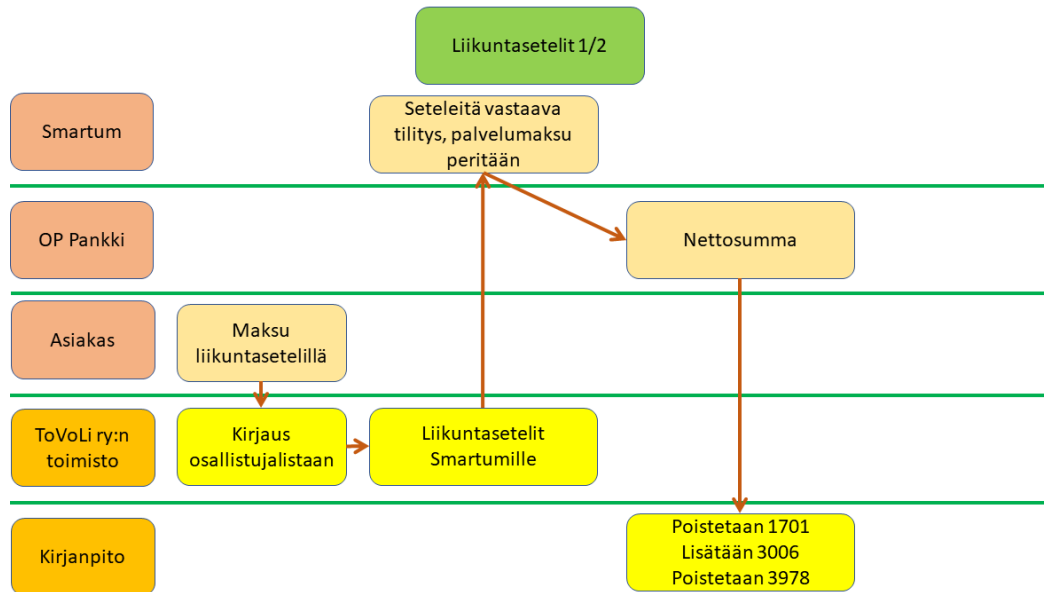 Liikuntasetelit 1/2
Smartum
Seteleitä vastaava
tilitys, palvelumaksu
peritään
OP Pankki
Nettosumma
Asiakas
Maksu
liikuntasetelillä
ToVoLi ry:n
toimisto
Kirjaus
osallistujalistaan
Liikuntasetelit
Smartumille
Kirjanpito
Poistetaan 1701
Lisätään 3006
Poistetaan 3978